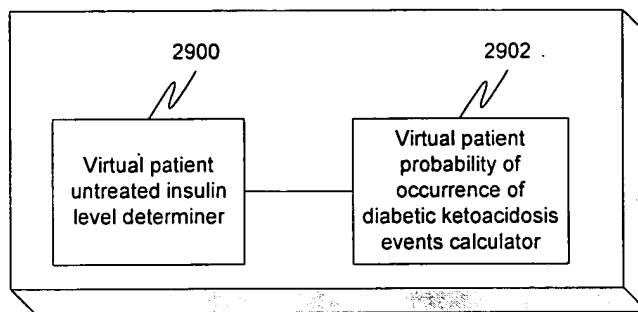 2900
2902
Virtual patient
untreated insulin
level determiner
Virtual patient
probability of
occurrence of
diabetic ketoacidosis
events calculator